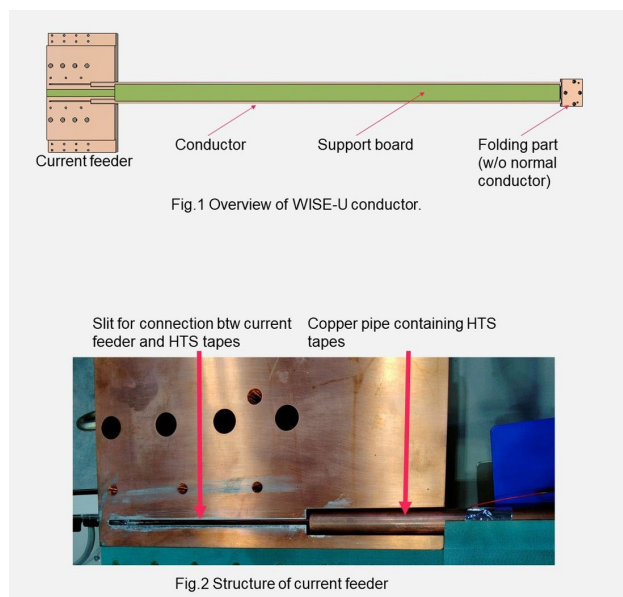 Current feeder
Conductor
Support board
Folding part
(w/o normal
conductor)
Fig.1 Overview of WISE-U conductor.
Slit for connection btw current
feeder and HTS tapes
Copper pipe containing HTS
tapes
Fig.2 Structure of current feeder